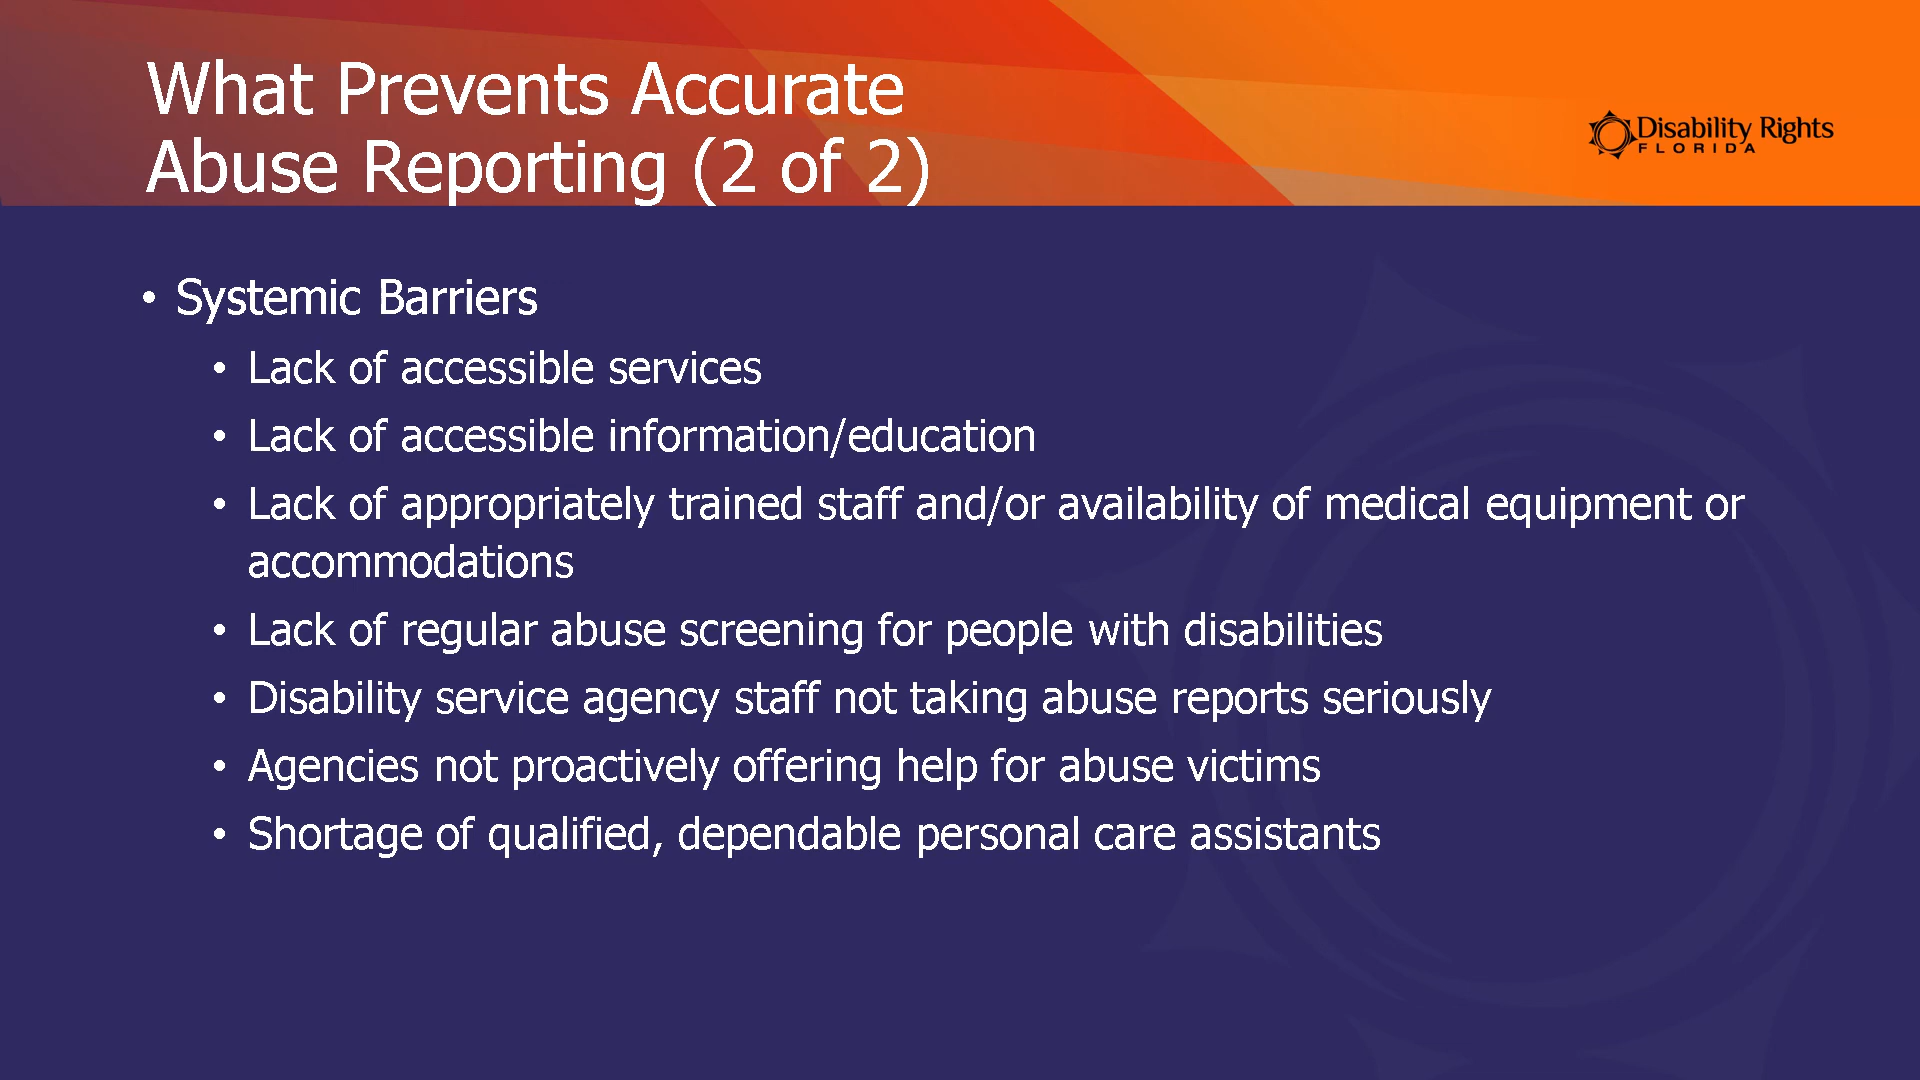 What Prevents Accurate
Abuse Reporting (2 of 2)
Disability Rights
FLORIDA
• Systemic Barriers
• Lack of accessible services
• Lack of accessible information/education
• Lack of appropriately trained staff and/or availability of medical equipment or
accommodations
• Lack of regular abuse screening for people with disabilities
• Disability service agency staff not taking abuse reports seriously
• Agencies not proactively offering help for abuse victims
• Shortage of qualified, dependable personal care assistants